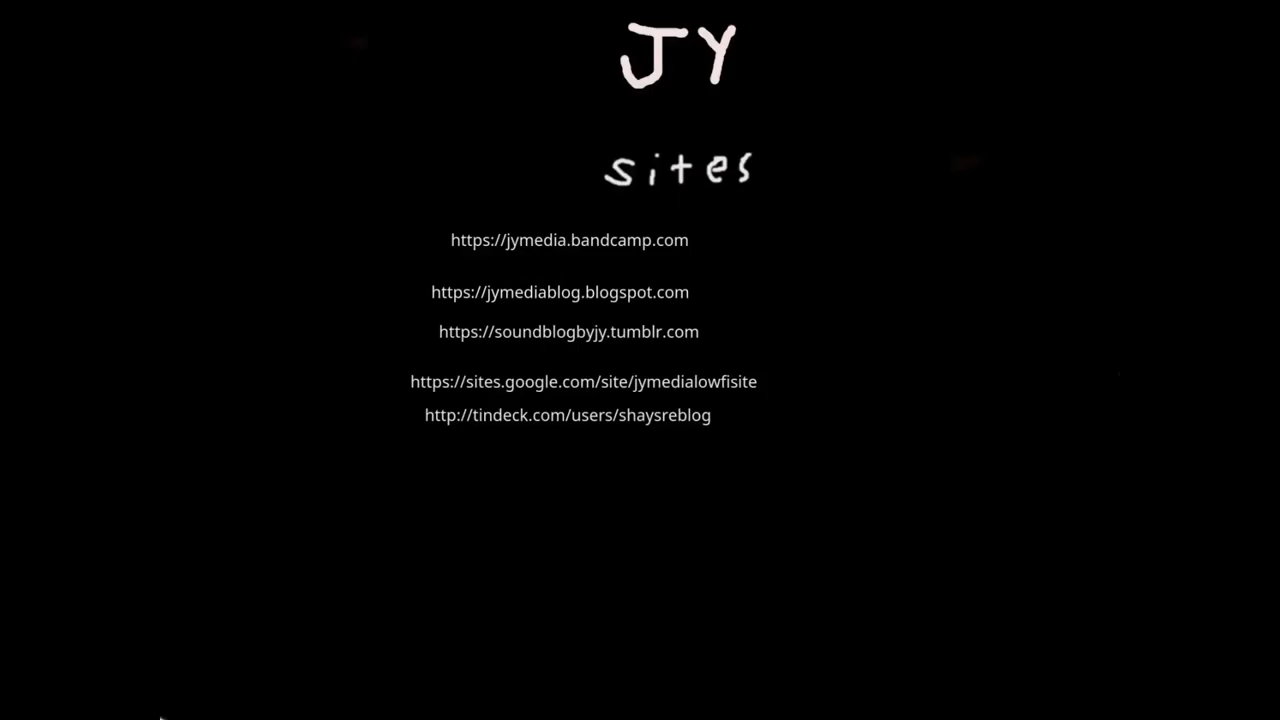 JY
sites
https://jymedia.bandcamp.com
https://jymediablog.blogspot.com
https://soundblogbyjy.tumblr.com
https://sites.google.com/site/jymedialowfisite
http://tindeck.com/users/shaysreblog